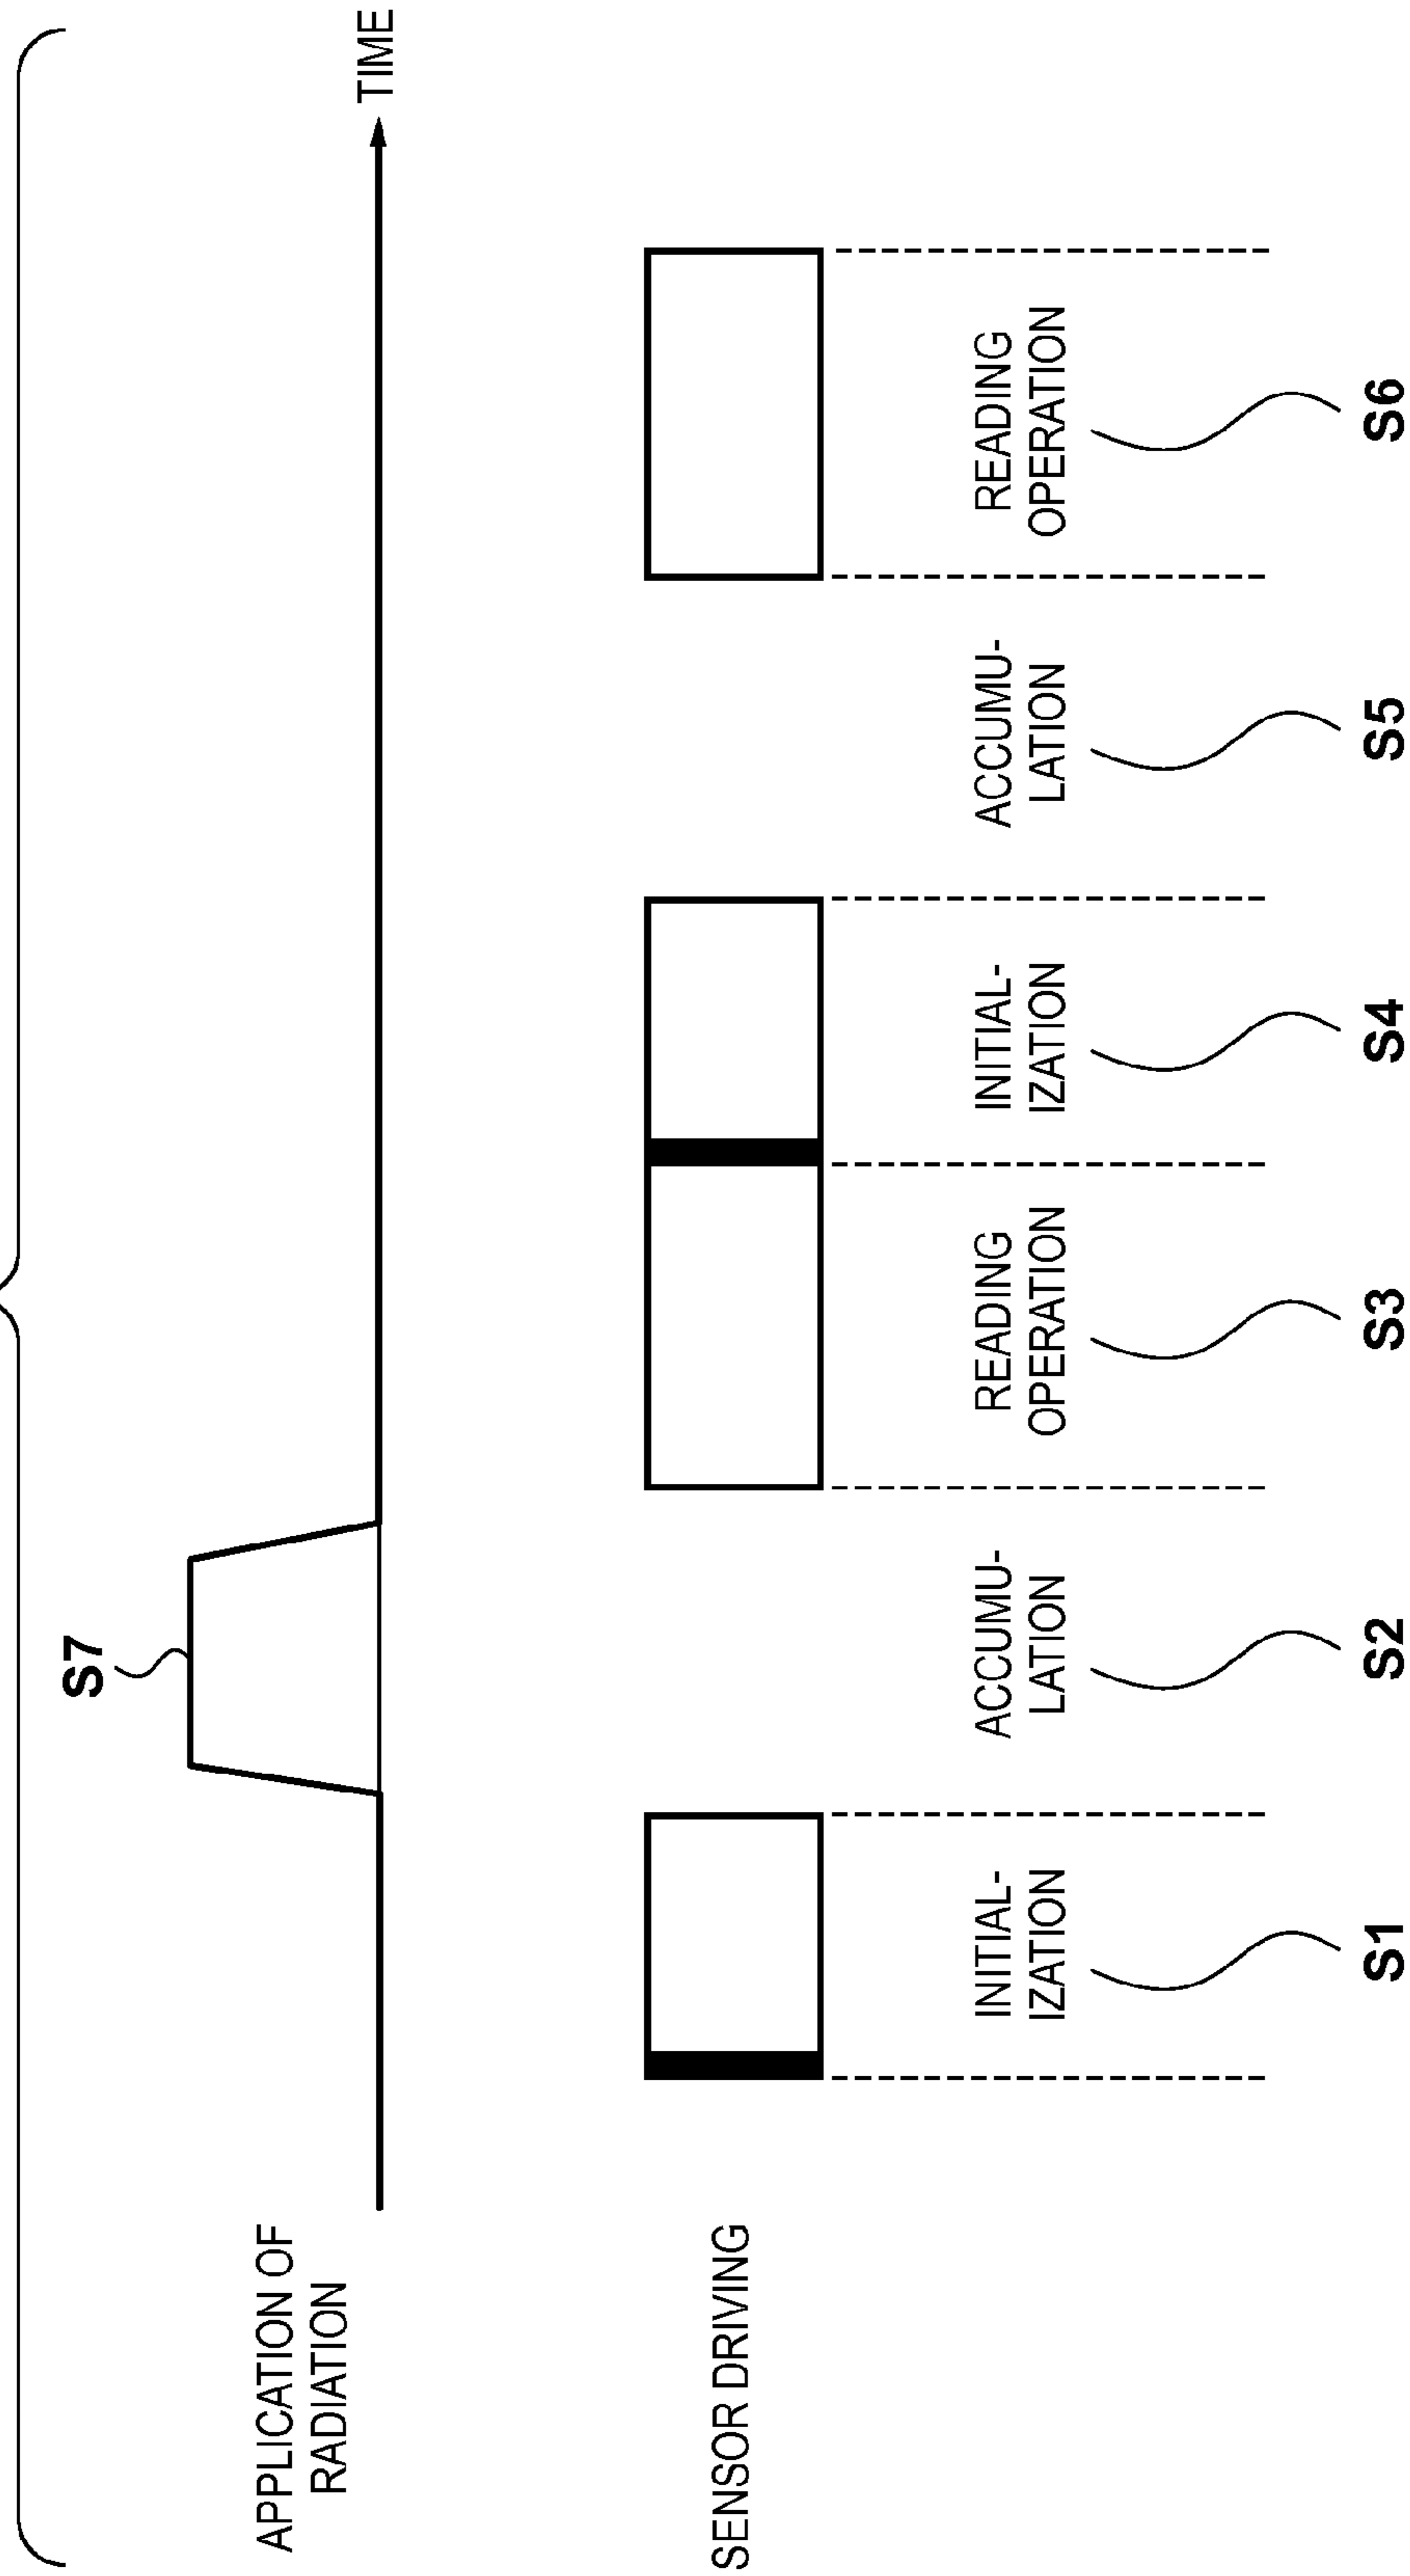 S7
APPLICATION OF
RADIATION
TIME
SENSOR DRIVING
INITIAL-
IZATION
ACCUMU-
LATION
READING
OPERATION
INITIAL-
IZATION
ACCUMU-
LATION
READING
OPERATION
S1
S2
S3
S4
S5
S6